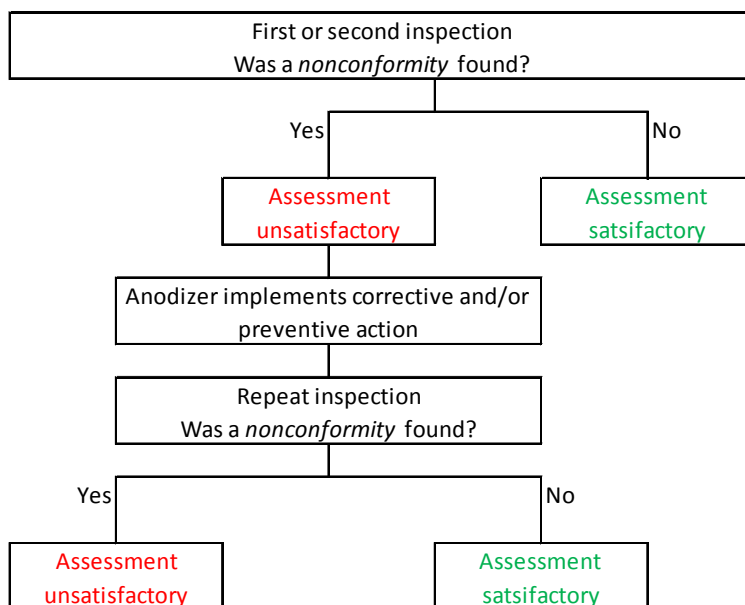 First or second inspection
Was a nonconformity found?
Yes
No
Assessment
unsatisfactory
Assessment
satsifactory
Anodizer implements corrective and/or
preventive action
Repeat inspection
Was a nonconformity found?
Yes
No
Assessment
unsatisfactory
Assessment
satsifactory